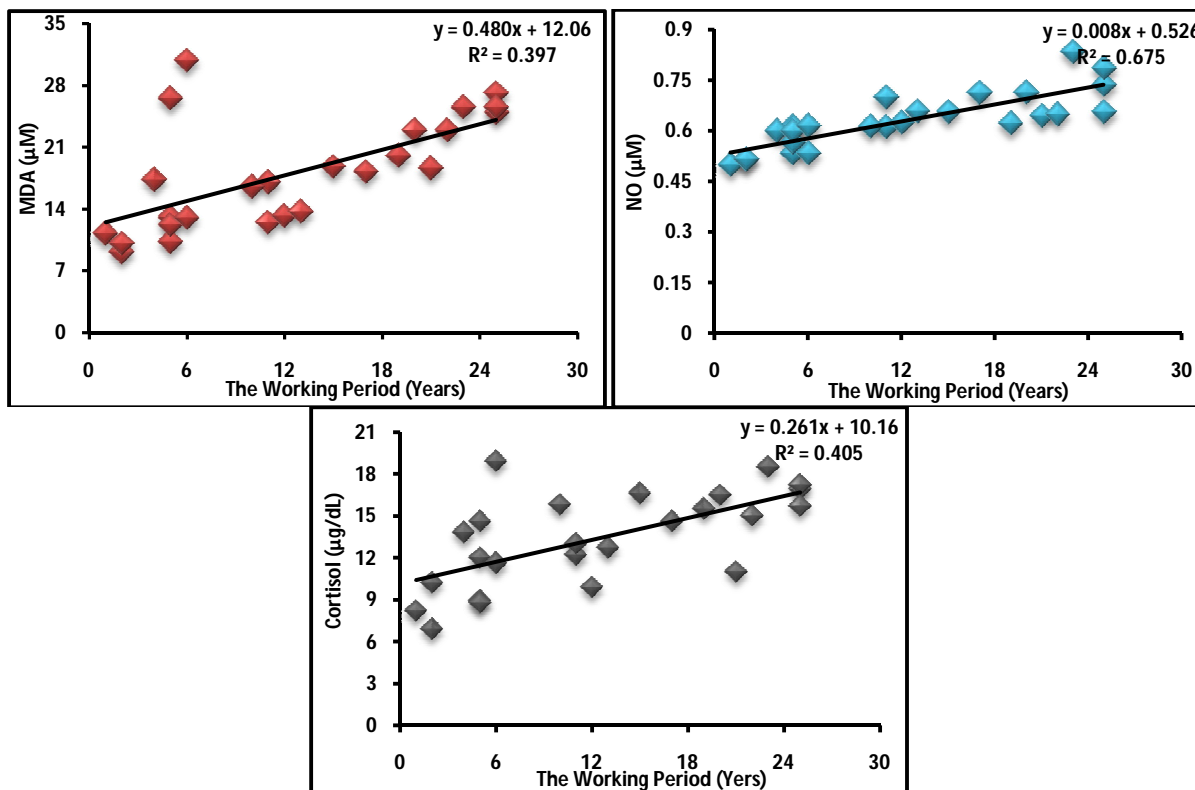 y = 0.480x + 12.06
R² = 0.397
35
28
21
14
7
0
MDA (µM)
0 6 12 18 24 30
The Working Period (Years)
y = 0.008x + 0.526
R² = 0.675
0.9
0.75
0.6
0.45
0.3
0.15
0
NO (µM)
0 6 12 18 24 30
The Working Period (Years)
y = 0.261x + 10.16
R² = 0.405
21
18
15
12
9
6
3
0
Cortisol (µg/dL)
0 6 12 18 24 30
The Working Period (Yers)